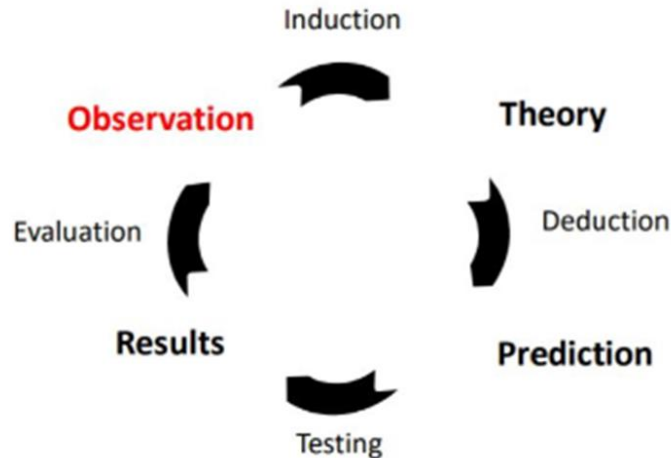 Induction
Observation
Theory
Evaluation
Deduction
Results
Prediction
Testing